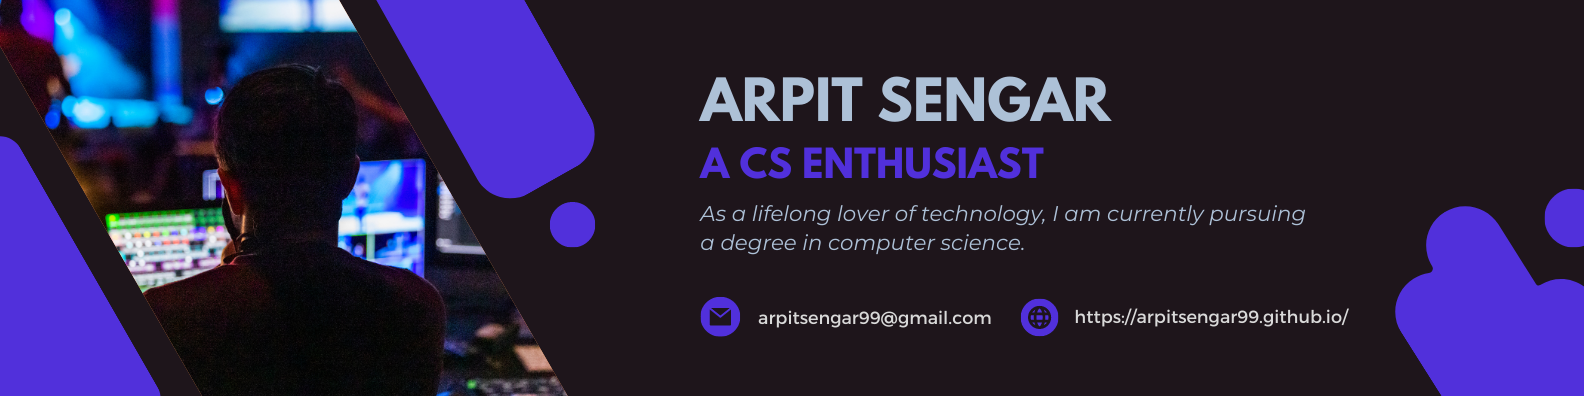 ARPIT SENGAR
A CS ENTHUSIAST
As a lifelong lover of technology, I am currently pursuing
a degree in computer science.
arpitsengar99@gmail.com
https://arpitsengar99.github.io/